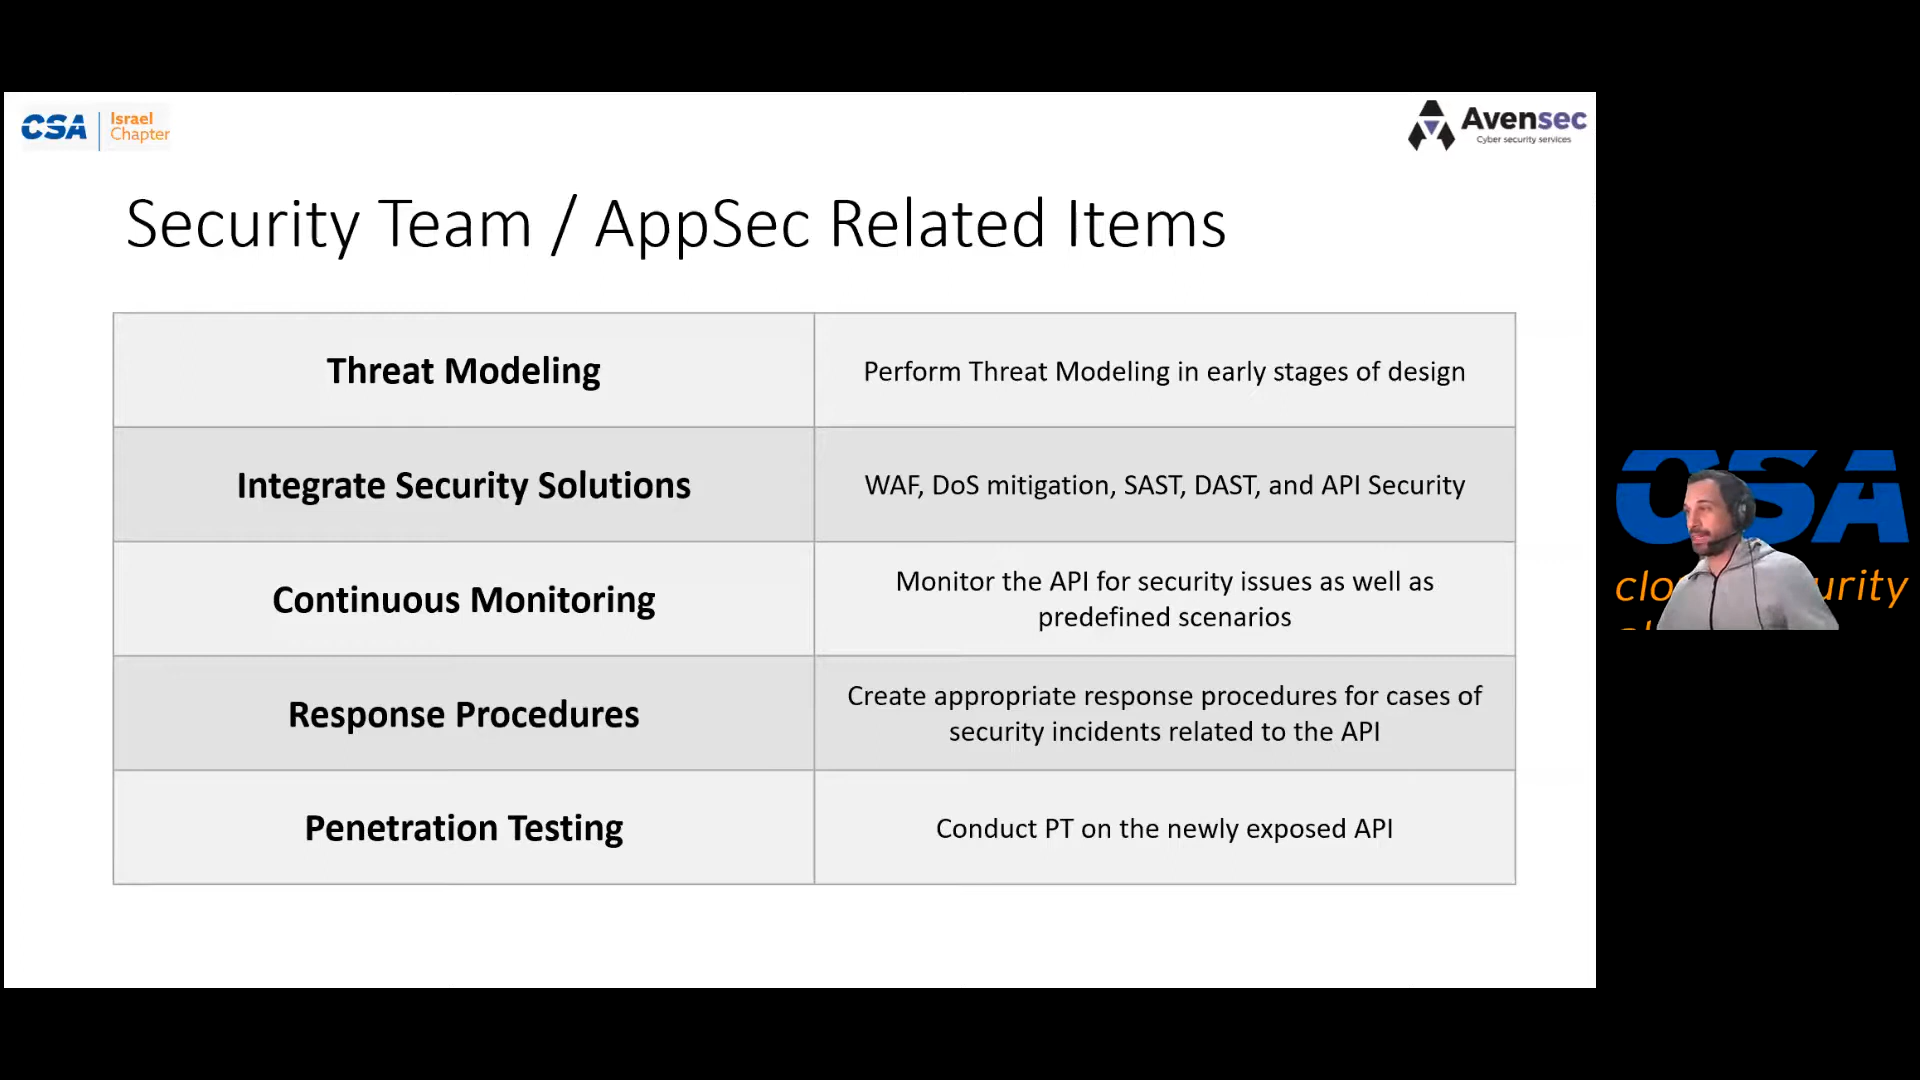 CSA
Israel
Chapter
Avensec
Cyber security services
Security Team / AppSec Related Items
Threat Modeling
Perform Threat Modeling in early stages of design
Integrate Security Solutions
WAF, DoS mitigation, SAST, DAST, and API Security
Continuous Monitoring
Monitor the API for security issues as well as
predefined scenarios
Response Procedures
Create appropriate response procedures for cases of
security incidents related to the API
Penetration Testing
Conduct PT on the newly exposed API
CSA